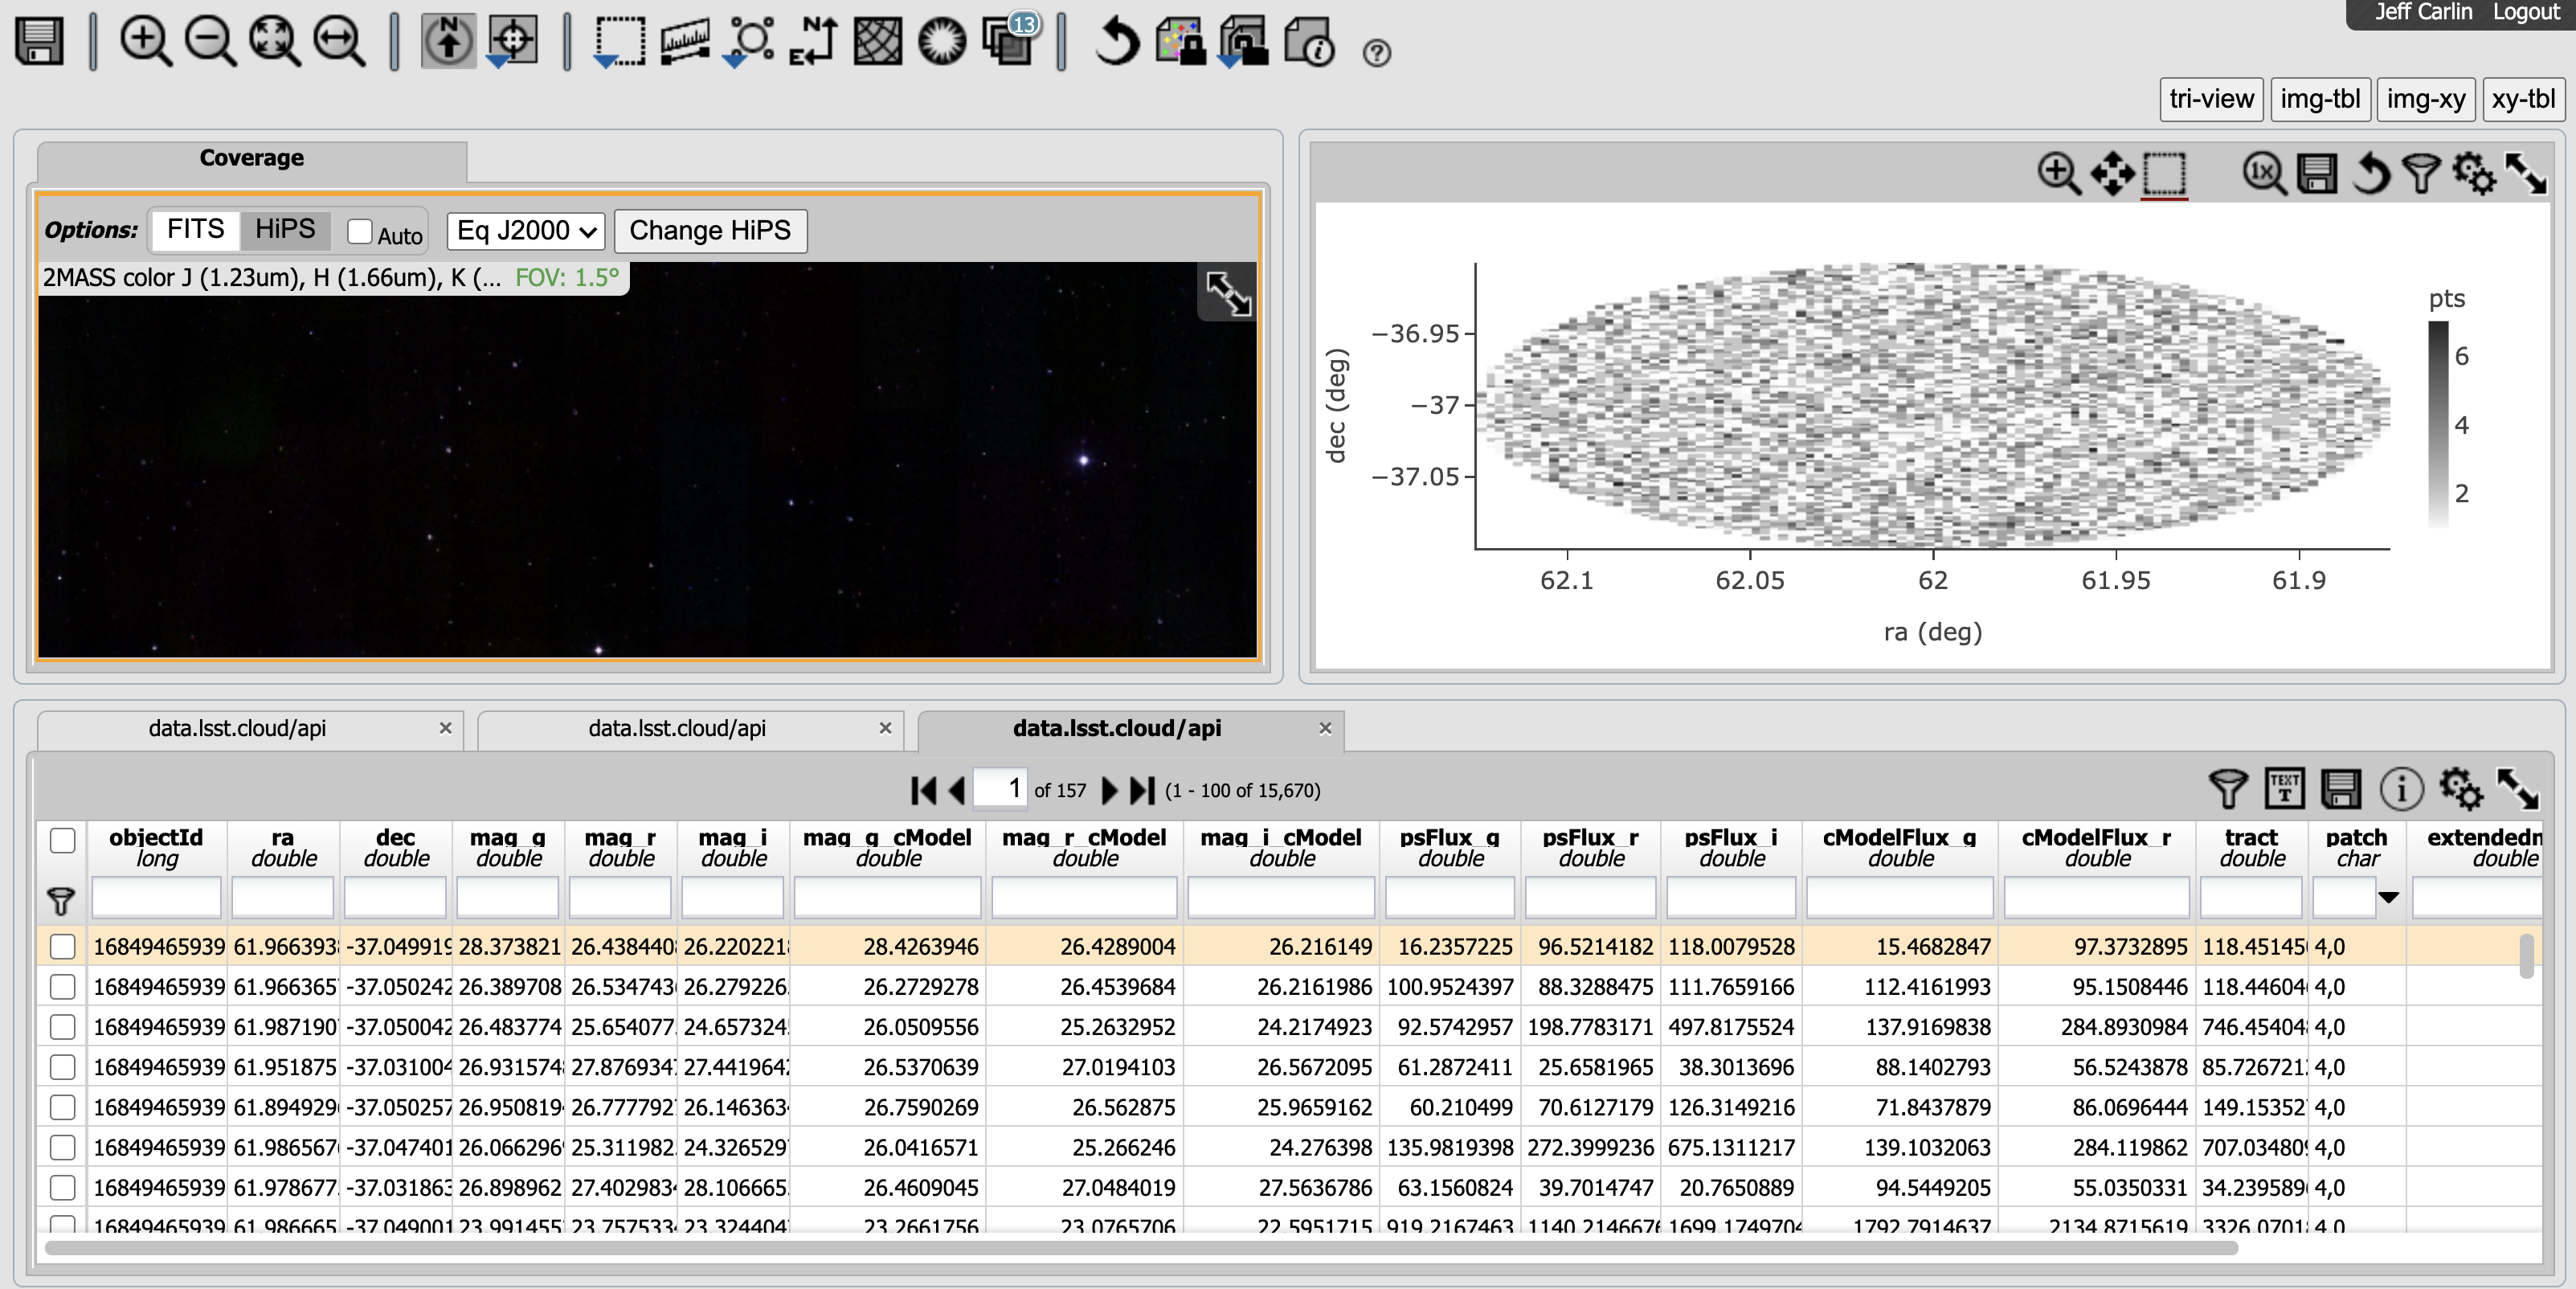 Jeff Carlin Logout
N
N
E
13
i
?
tri-view img-tbl img-xy xy-tbl
Coverage
Options: FITS HiPS Auto Eq J2000 Change HiPS
2MASS color J (1.23um), H (1.66um), K (... FOV: 1.5°
1x
pts
6
4
2
dec (deg)
−36.95
−37
−37.05
62.1 62.05 62 61.95 61.9
ra (deg)
data.lsst.cloud/api × data.lsst.cloud/api × data.lsst.cloud/api ×
1 of 157 (1 - 100 of 15,670) TEXT T i
objectId ra dec mag_g mag_r mag_i mag_g_cModel mag_r_cModel mag_i_cModel psFlux_g psFlux_r psFlux_i cModelFlux_g cModelFlux_r tract patch extendedn
long double double double double double double double double double double double double double double char double
16849465939 61.966393 -37.049919 28.373821 26.438440 26.220221 28.4263946 26.4289004 26.216149 16.2357225 96.5214182 118.0079528 15.4682847 97.3732895 118.45145 4,0
16849465939 61.966365 -37.050242 26.389708 26.534743 26.279226 26.2729278 26.4539684 26.2161986 100.9524397 88.3288475 111.7659166 112.4161993 95.1508446 118.44604 4,0
16849465939 61.987190 -37.050042 26.483774 25.654077 24.657324 26.0509556 25.2632952 24.2174923 92.5742957 198.7783171 497.8175524 137.9169838 284.8930984 746.45404 4,0
16849465939 61.951875 -37.031004 26.931574 27.876934 27.441964 26.5370639 27.0194103 26.5672095 61.2872411 25.6581965 38.3013696 88.1402793 56.5243878 85.726721 4,0
16849465939 61.894929 -37.050257 26.950819 26.777792 26.146363 26.7590269 26.562875 25.9659162 60.210499 70.6127179 126.3149216 71.8437879 86.0696444 149.15352 4,0
16849465939 61.986567 -37.047401 26.066296 25.311982 24.326529 26.0416571 25.266246 24.276398 135.9819398 272.3999236 675.1311217 139.1032063 284.119862 707.03480 4,0
16849465939 61.978677 -37.031863 26.898962 27.402983 28.106665 26.4609045 27.0484019 27.5636786 63.1560824 39.7014747 20.7650889 94.5449205 55.0350331 34.239589 4,0
16849465939 61.986665 -37.049001 23.991455 23.757533 23.324404 23.2661756 23.0765706 22.5951715 919.2167463 1140.2146676 1699.1749704 1792.7914637 2134.8715619 3326.0701 4,0